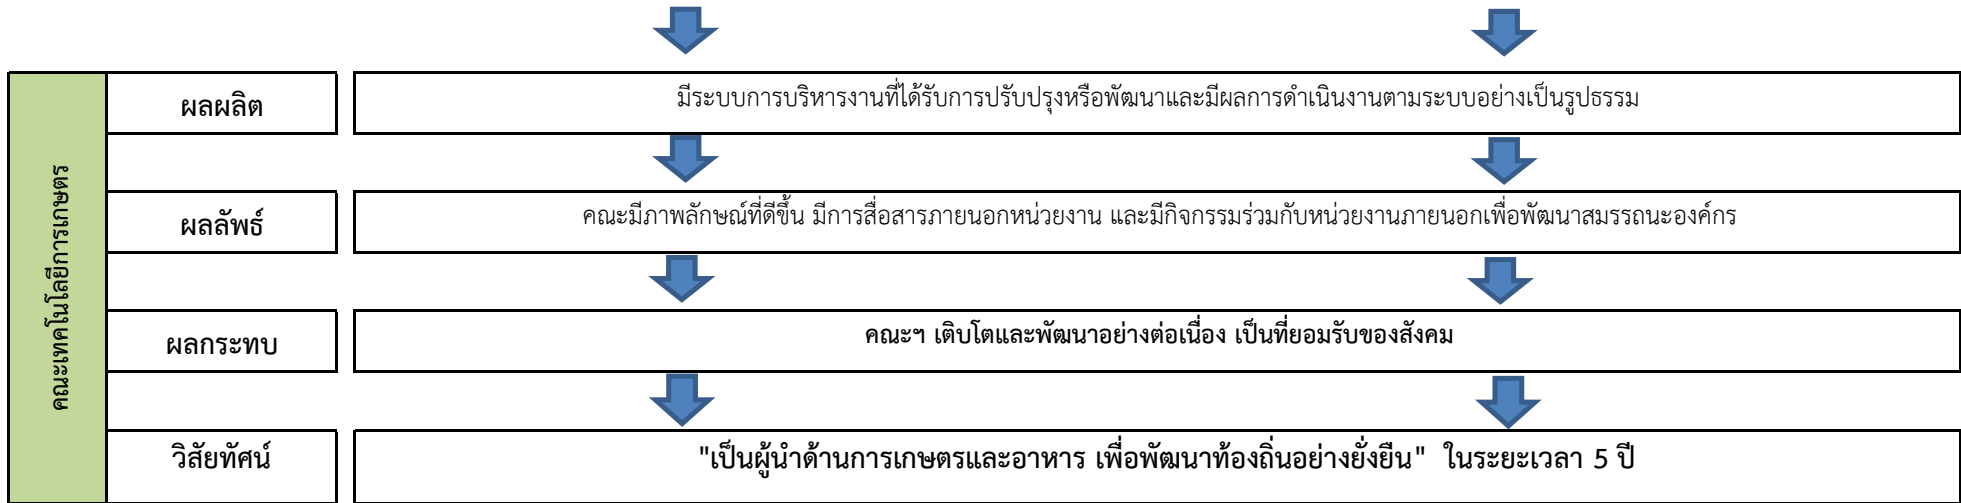 คณะเทคโนโลยีการเกษตร
ผลผลิต
มีระบบการบริหารงานที่ได้รับการปรับปรุงหรือพัฒนาและมีผลการดำเนินงานตามระบบอย่างเป็นรูปธรรม
ผลลัพธ์
คณะมีภาพลักษณ์ที่ดีขึ้น มีการสื่อสารภายนอกหน่วยงาน และมีกิจกรรมร่วมกับหน่วยงานภายนอกเพื่อพัฒนาสมรรถนะองค์กร
ผลกระทบ
คณะฯ เติบโตและพัฒนาอย่างต่อเนื่อง เป็นที่ยอมรับของสังคม
วิสัยทัศน์
"เป็นผู้นำด้านการเกษตรและอาหาร เพื่อพัฒนาท้องถิ่นอย่างยั่งยืน" ในระยะเวลา 5 ปี